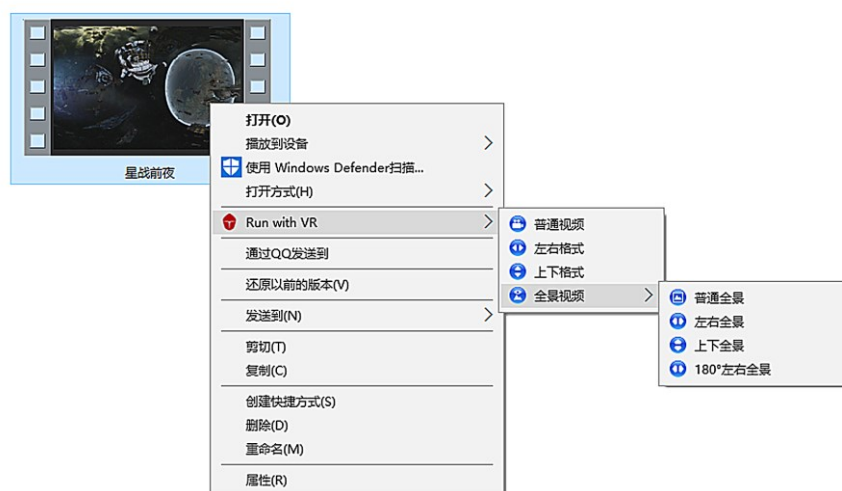 星战前夜
打开(O)
播放到设备
使用 Windows Defender扫描...
打开方式(H)
Run with VR
通过QQ发送到
还原以前的版本(V)
发送到(N)
剪切(T)
复制(C)
创建快捷方式(S)
删除(D)
重命名(M)
属性(R)
普通视频
左右格式
上下格式
全景视频
普通全景
左右全景
上下全景
180°左右全景